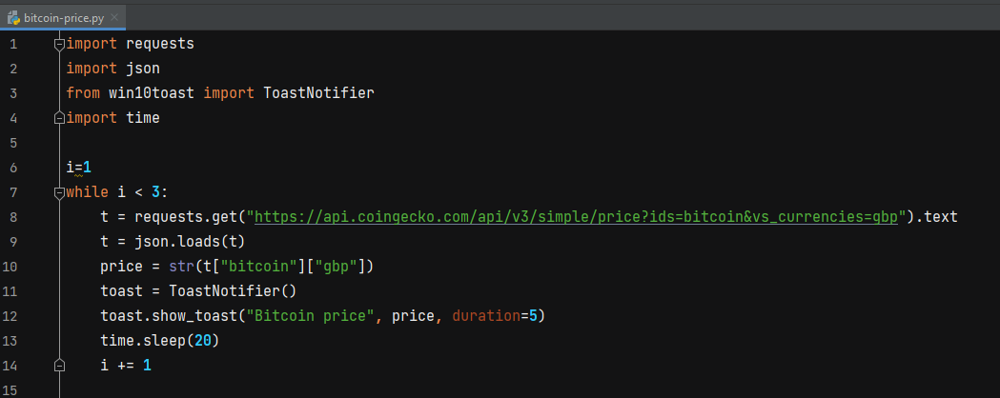 bitcoin-price.py
1 import requests
2 import json
3 from win10toast import ToastNotifier
4 import time
5
6 i=1
7 while i < 3:
8     t = requests.get("https://api.coingecko.com/api/v3/simple/price?ids=bitcoin&vs_currencies=gbp").text
9     t = json.loads(t)
10     price = str(t["bitcoin"]["gbp"])
11     toast = ToastNotifier()
12     toast.show_toast("Bitcoin price", price, duration=5)
13     time.sleep(20)
14     i += 1
15